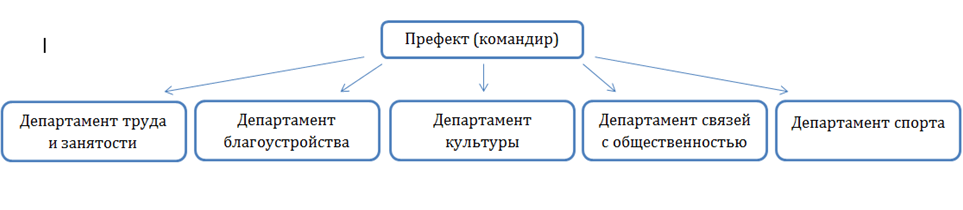 Префект (командир)
Департамент труда
и занятости
Департамент
благоустройства
Департамент
культуры
Департамент связей
с общественностью
Департамент спорта